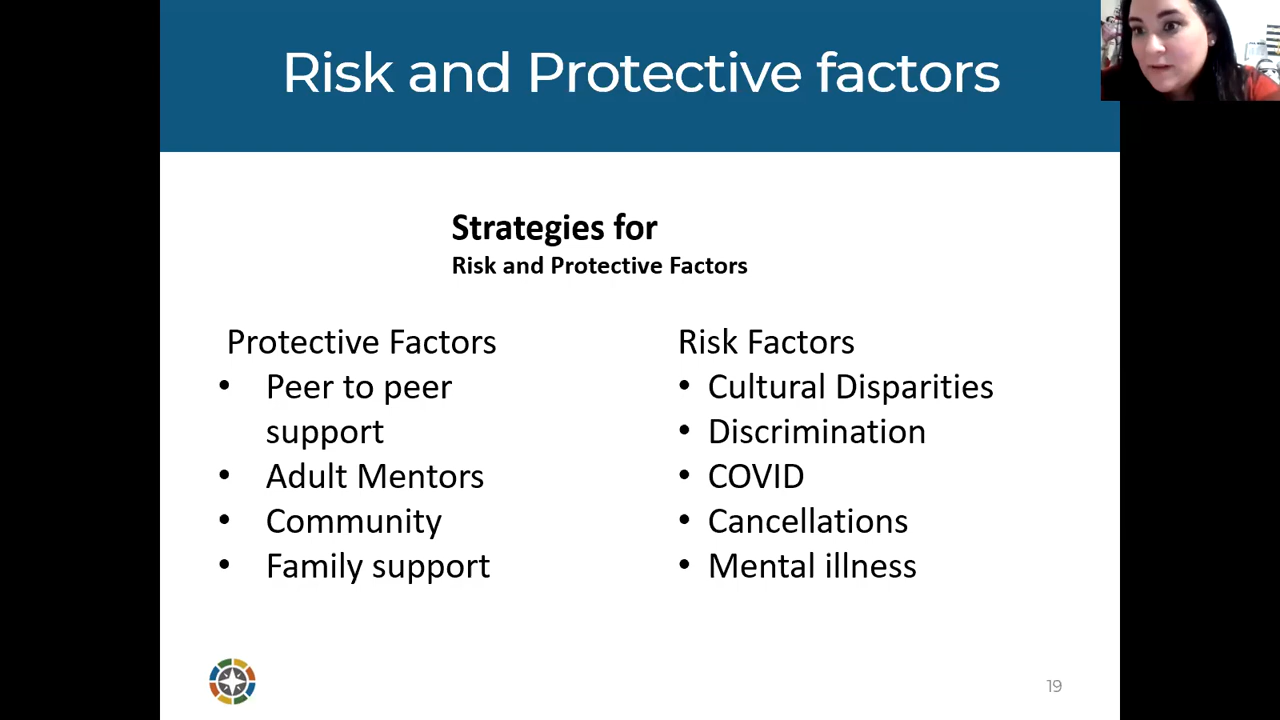 Risk and Protective factors
Strategies for
Risk and Protective Factors
Protective Factors
• Peer to peer
support
• Adult Mentors
• Community
• Family support
Risk Factors
• Cultural Disparities
• Discrimination
• COVID
• Cancellations
• Mental illness
19